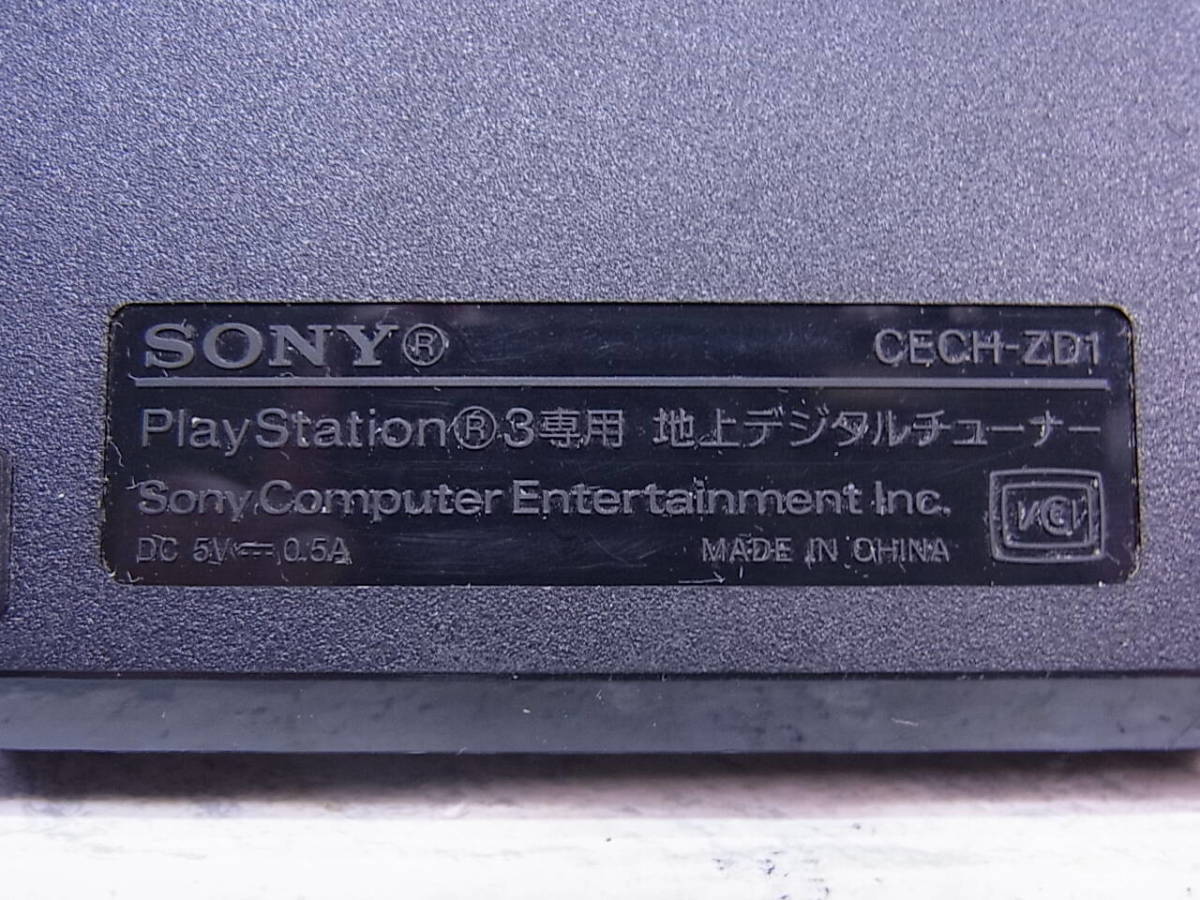 SONY® CECH-ZD1
PlayStation®3専用 地上デジタルチューナー
Sony Computer Entertainment Inc.
DC 5V⎓0.5A MADE IN CHINA VCCI